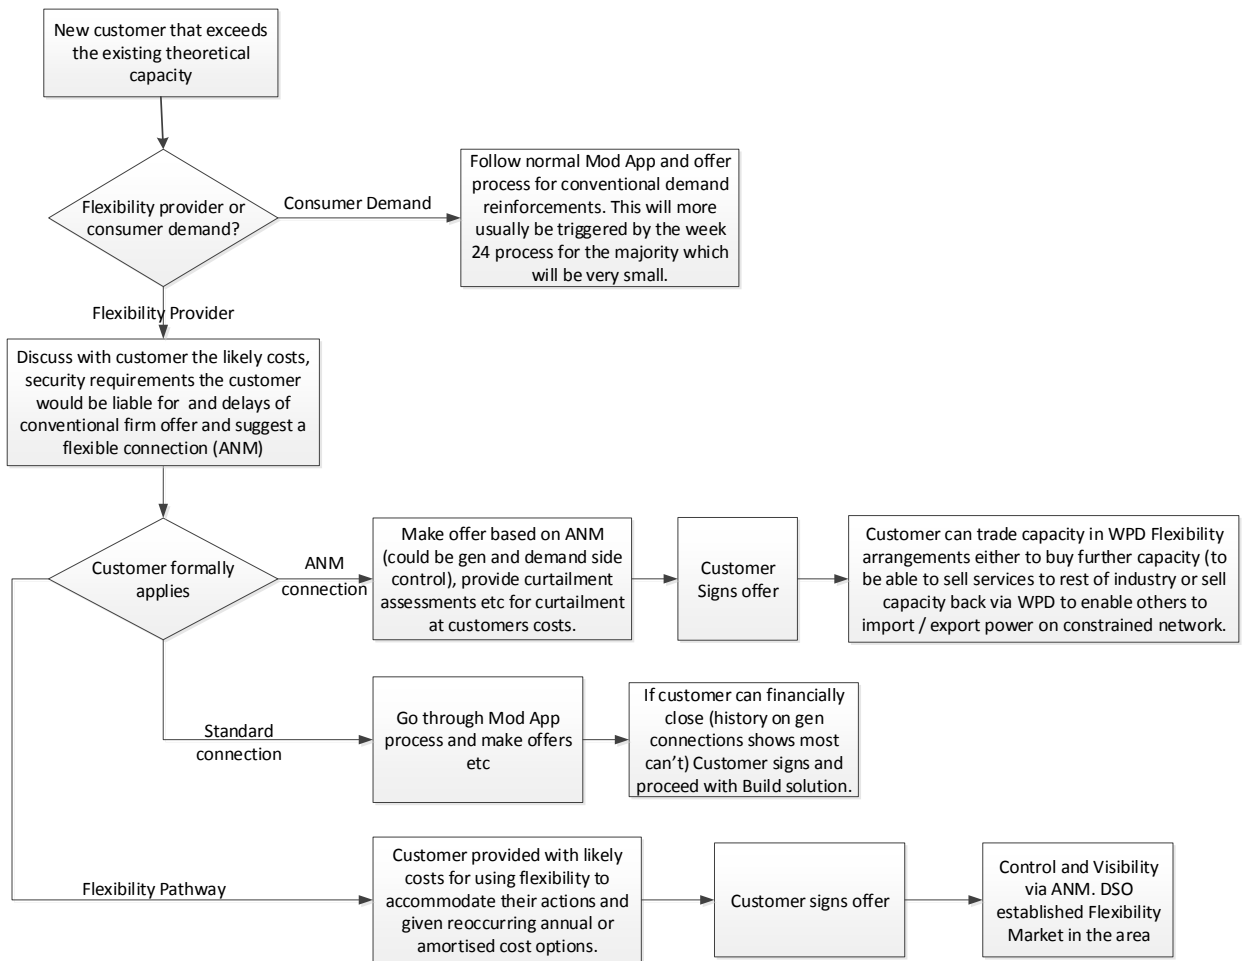 New customer that exceeds
the existing theoretical
capacity
Flexibility provider or
consumer demand?
Consumer Demand
Follow normal Mod App and offer
process for conventional demand
reinforcements. This will more
usually be triggered by the week
24 process for the majority which
will be very small.
Flexibility Provider
Discuss with customer the likely costs,
security requirements the customer
would be liable for  and delays of
conventional firm offer and suggest a
flexible connection (ANM)
Customer formally
applies
ANM
connection
Make offer based on ANM
(could be gen and demand side
control), provide curtailment
assessments etc for curtailment
at customers costs.
Customer
Signs offer
Customer can trade capacity in WPD Flexibility
arrangements either to buy further capacity (to
be able to sell services to rest of industry or sell
capacity back via WPD to enable others to
import / export power on constrained network.
Standard
connection
Go through Mod App
process and make offers
etc
If customer can financially
close (history on gen
connections shows most
can’t) Customer signs and
proceed with Build solution.
Flexibility Pathway
Customer provided with likely
costs for using flexibility to
accommodate their actions and
given reoccurring annual or
amortised cost options.
Customer signs offer
Control and Visibility
via ANM. DSO
established Flexibility
Market in the area